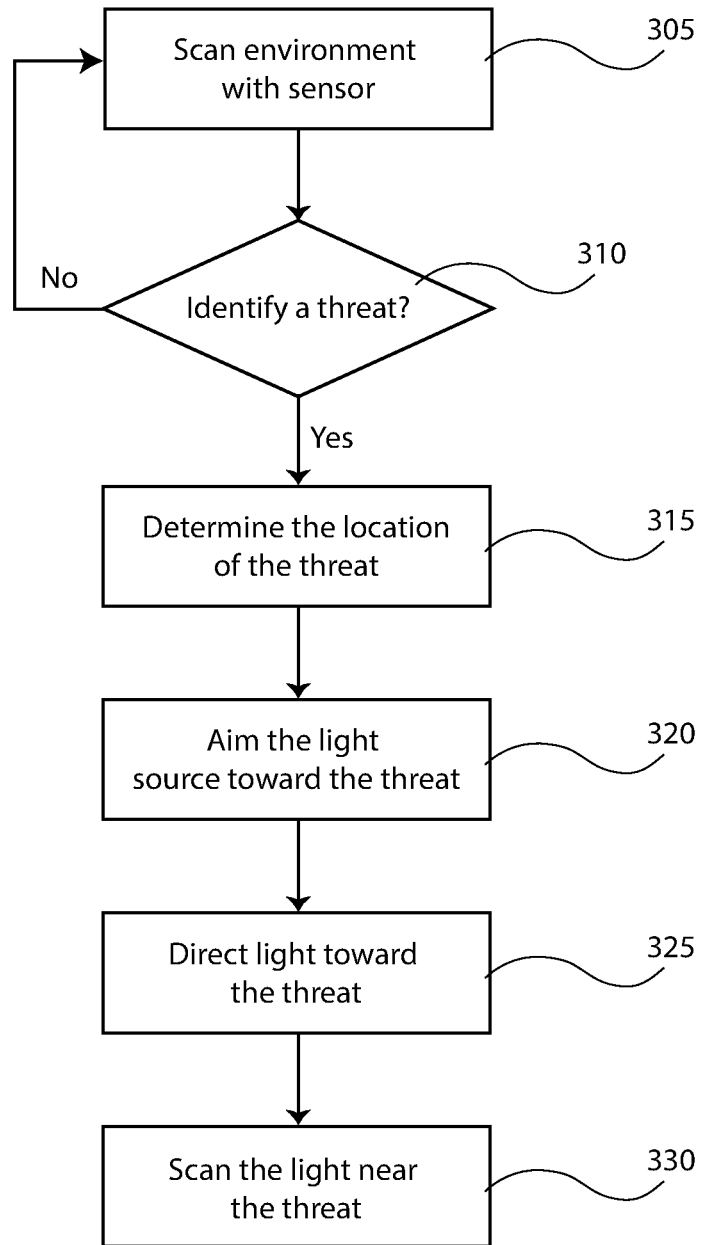 Scan environment
with sensor
305
Identify a threat?
310
No
Yes
Determine the location
of the threat
315
Aim the light
source toward the threat
320
Direct light toward
the threat
325
Scan the light near
the threat
330